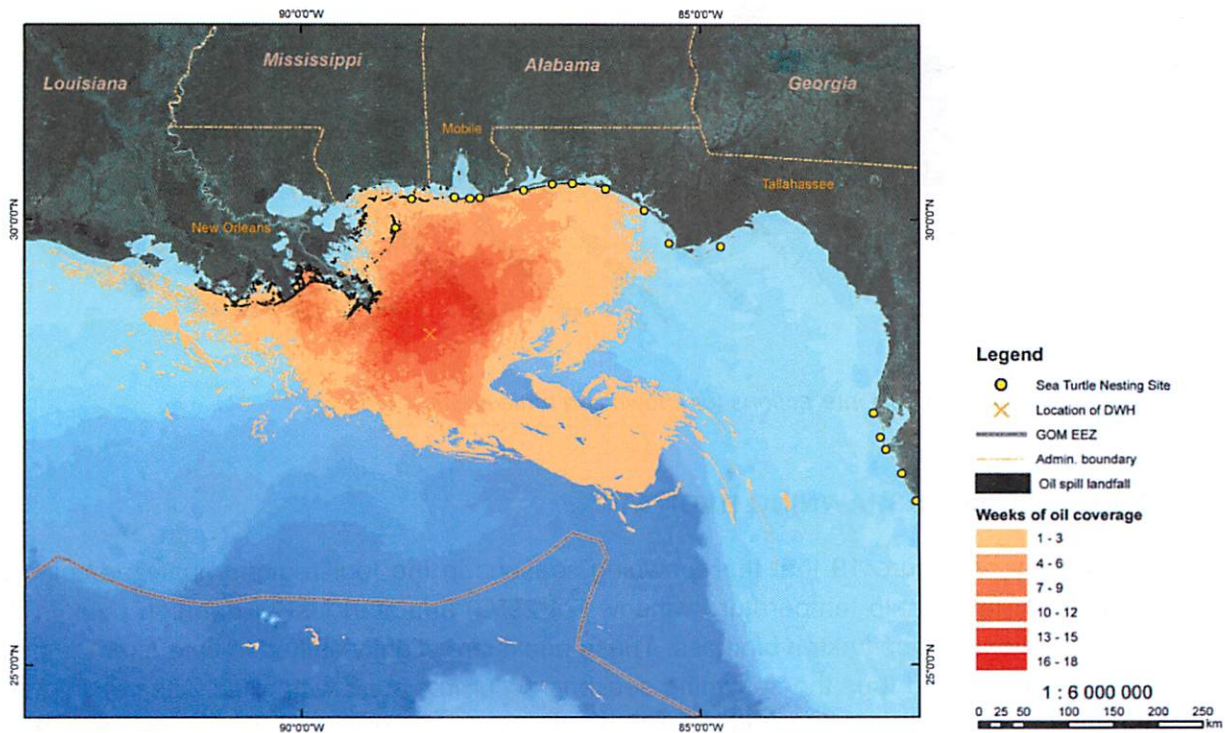 90°0'0"W
85°0'0"W
Louisiana
Mississippi
Alabama
Georgia
Mobile
Tallahassee
New Orleans
30°0'0"N
30°0'0"N
25°0'0"N
25°0'0"N
90°0'0"W
85°0'0"W
Legend
Sea Turtle Nesting Site
Location of DWH
GOM EEZ
Admin. boundary
Oil spill landfall
Weeks of oil coverage
1 - 3
4 - 6
7 - 9
10 - 12
13 - 15
16 - 18
1 : 6 000 000
0 25 50 100 150 200 250
km